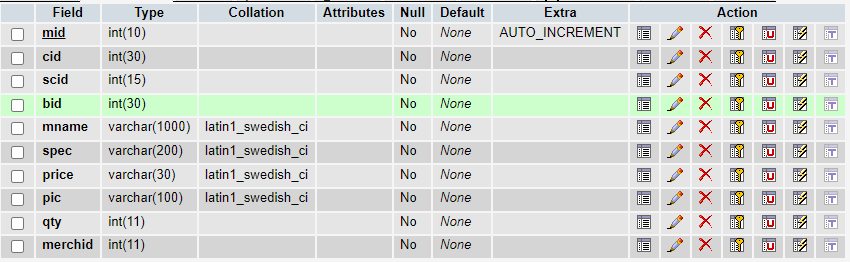 Field Type Collation Attributes Null Default Extra Action
mid int(10) No None AUTO_INCREMENT
cid int(30) No None
scid int(15) No None
bid int(30) No None
mname varchar(1000) latin1_swedish_ci No None
spec varchar(200) latin1_swedish_ci No None
price varchar(30) latin1_swedish_ci No None
pic varchar(100) latin1_swedish_ci No None
qty int(11) No None
merchid int(11) No None